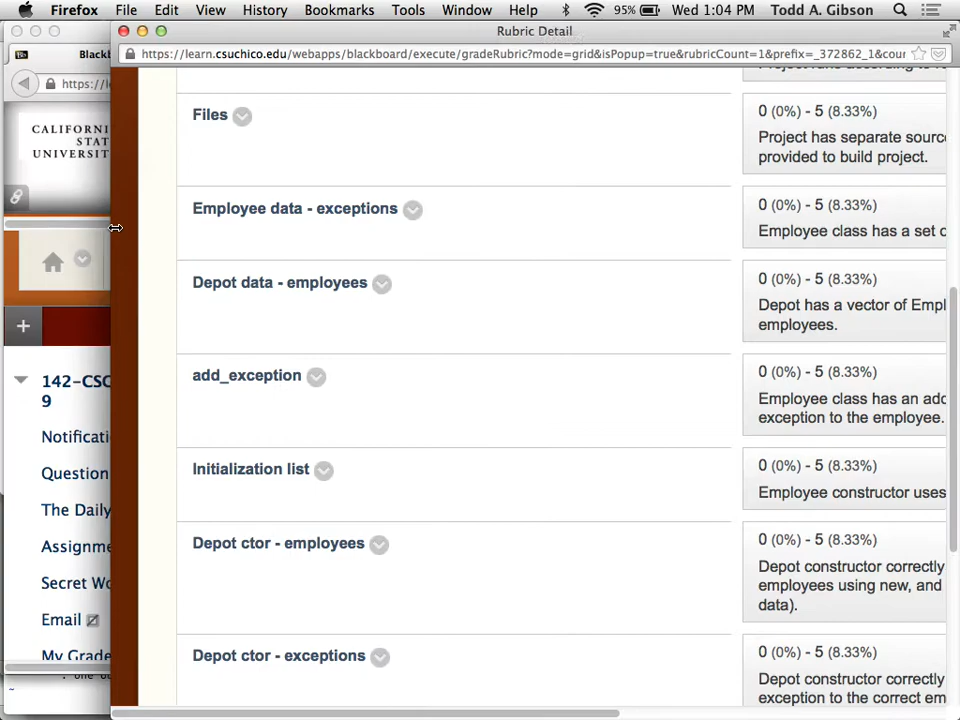 Firefox File Edit View History Bookmarks Tools Window Help 95% Wed 1:04 PM Todd A. Gibson
Rubric Detail
https://learn.csuchico.edu/webapps/blackboard/execute/gradeRubric?mode=grid&isPopup=true&rubricCount=1&prefix=_372862_1&cour
Blackb
https://l
CALIFORNI
STAT
UNIVERSIT
142-CSC
9
Notificati
Question
The Daily
Assignme
Secret Wo
Email
My Grade
Files
0 (0%) - 5 (8.33%)
Project has separate source
provided to build project.
Employee data - exceptions
0 (0%) - 5 (8.33%)
Employee class has a set o
Depot data - employees
0 (0%) - 5 (8.33%)
Depot has a vector of Empl
employees.
add_exception
0 (0%) - 5 (8.33%)
Employee class has an add
exception to the employee.
Initialization list
0 (0%) - 5 (8.33%)
Employee constructor uses
Depot ctor - employees
0 (0%) - 5 (8.33%)
Depot constructor correctly
employees using new, and
data).
Depot ctor - exceptions
0 (0%) - 5 (8.33%)
Depot constructor correctly
exception to the correct em